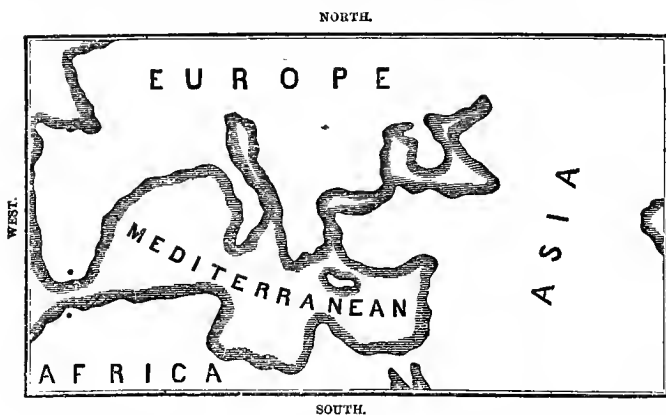 NORTH.
EUROPE
WEST.
ASIA
MEDITERRANEAN
AFRICA
SOUTH.